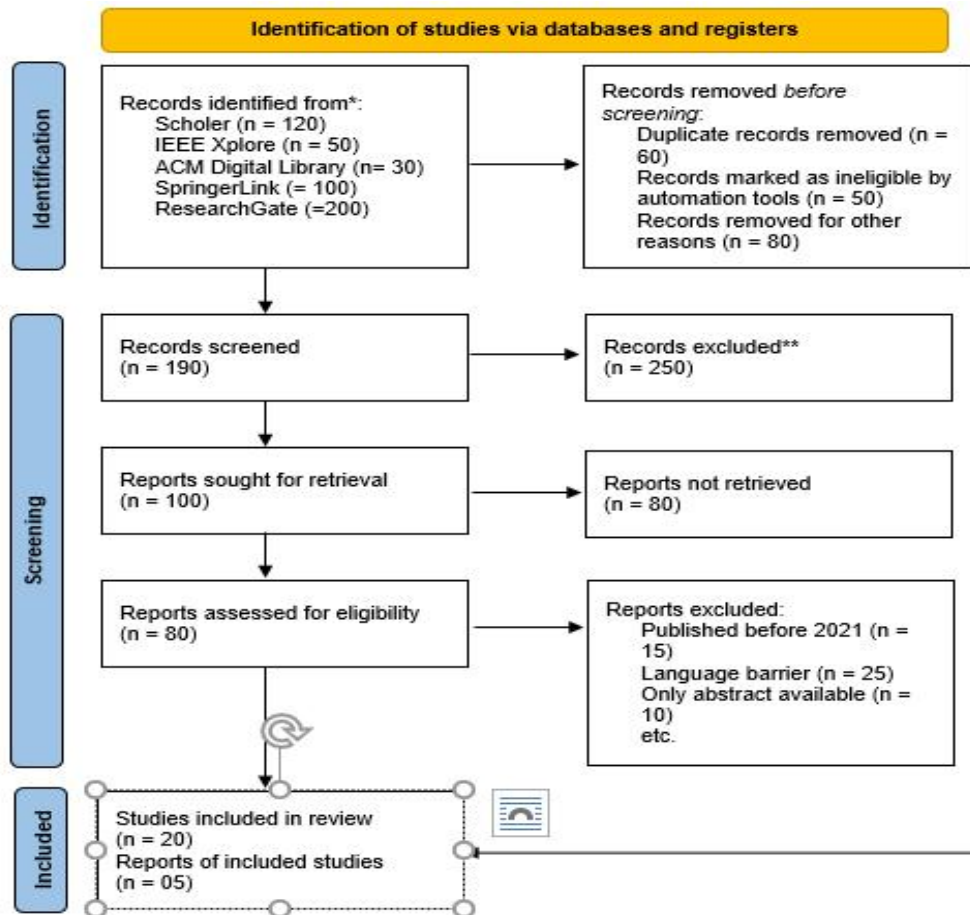 Identification of studies via databases and registers
Identification
Records identified from*:
Scholer (n = 120)
IEEE Xplore (n = 50)
ACM Digital Library (n= 30)
SpringerLink (= 100)
ResearchGate (=200)
Records removed before
screening:
Duplicate records removed (n =
60)
Records marked as ineligible by
automation tools (n = 50)
Records removed for other
reasons (n = 80)
Screening
Records screened
(n = 190)
Records excluded**
(n = 250)
Reports sought for retrieval
(n = 100)
Reports not retrieved
(n = 80)
Reports assessed for eligibility
(n = 80)
Reports excluded:
Published before 2021 (n =
15)
Language barrier (n = 25)
Only abstract available (n =
10)
etc.
Included
Studies included in review
(n = 20)
Reports of included studies
(n = 05)